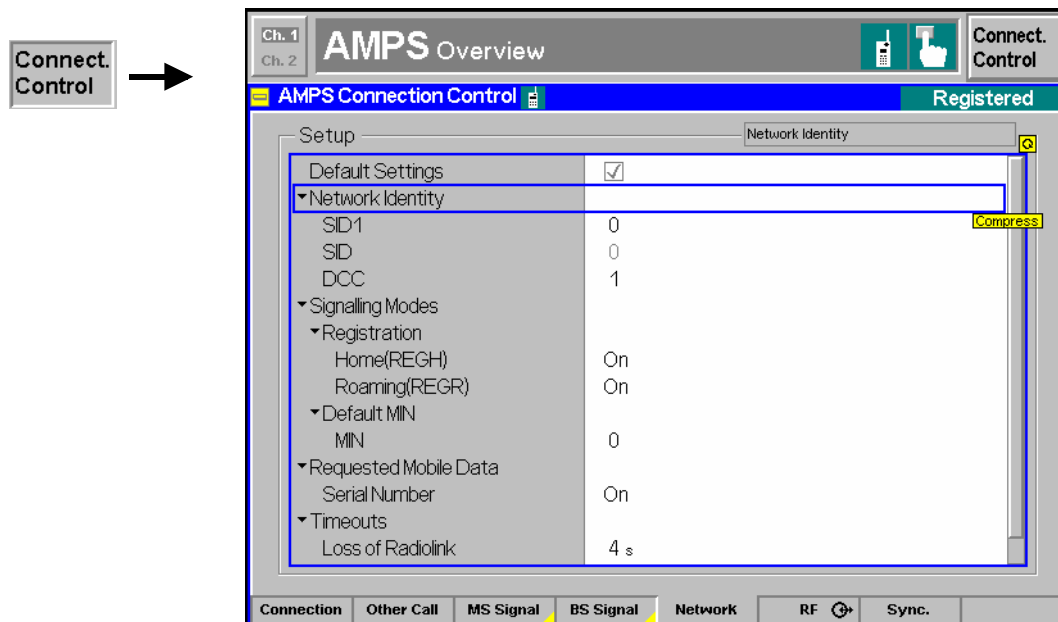 Connect.
Control
Ch. 1
Ch. 2
AMPS Overview
Connect.
Control
AMPS Connection Control
Registered
Setup
Network Identity
Default Settings
Network Identity
Compress
SID1 0
SID 0
DCC 1
Signalling Modes
Registration
Home(REGH) On
Roaming(REGR) On
Default MIN
MIN 0
Requested Mobile Data
Serial Number On
Timeouts
Loss of Radiolink 4 s
Connection Other Call MS Signal BS Signal Network RF Sync.